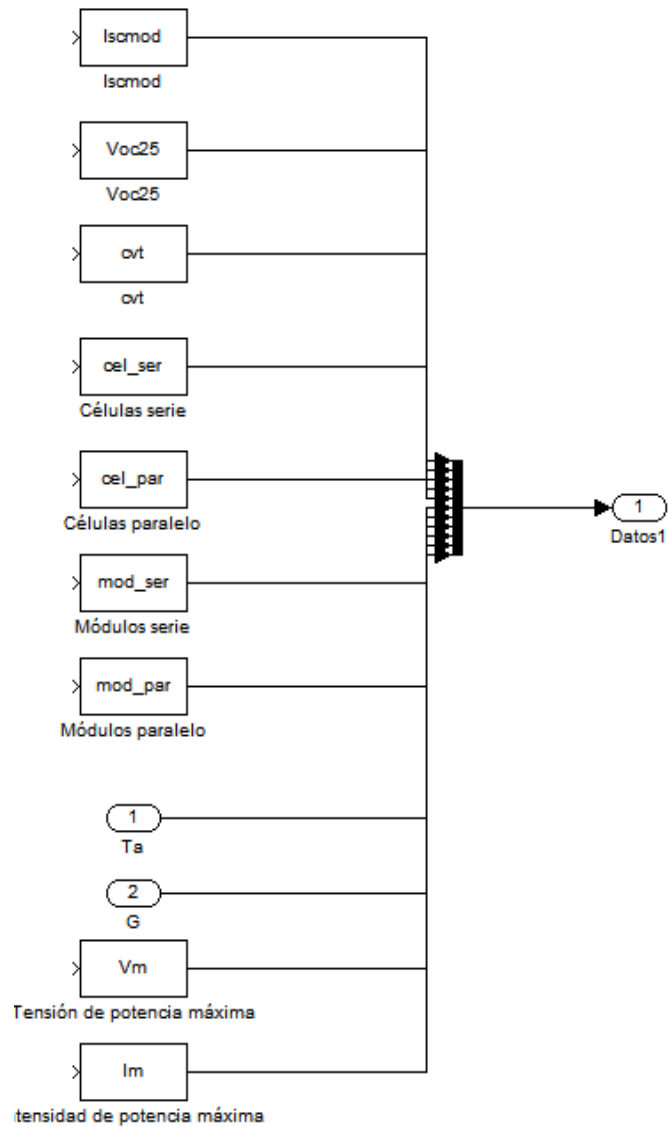 Iscmod
Iscmod
Voc25
Voc25
cvt
cvt
cel_ser
Células serie
cel_par
Células paralelo
mod_ser
Módulos serie
mod_par
Módulos paralelo
1
Datos1
1
Ta
2
G
Vm
Tensión de potencia máxima
Im
tensidad de potencia máxima